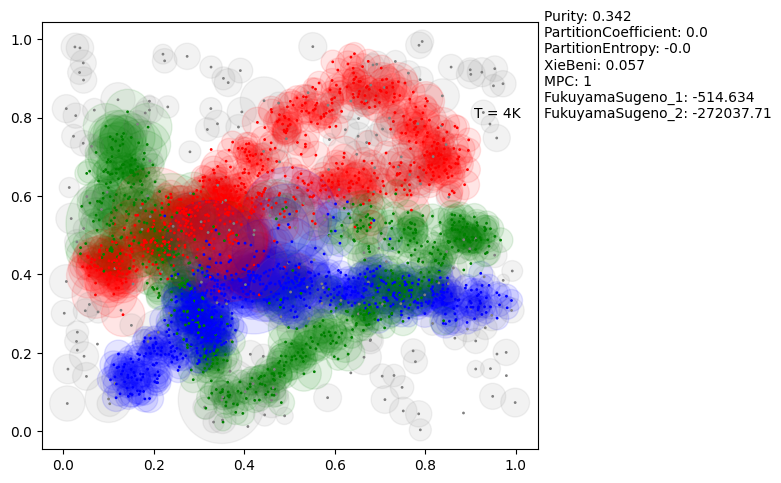 Purity: 0.342
PartitionCoefficient: 0.0
PartitionEntropy: -0.0
XieBeni: 0.057
MPC: 1
FukuyamaSugeno_1: -514.634
FukuyamaSugeno_2: -272037.71
T = 4K
1.0
0.8
0.6
0.4
0.2
0.0
0.0 0.2 0.4 0.6 0.8 1.0